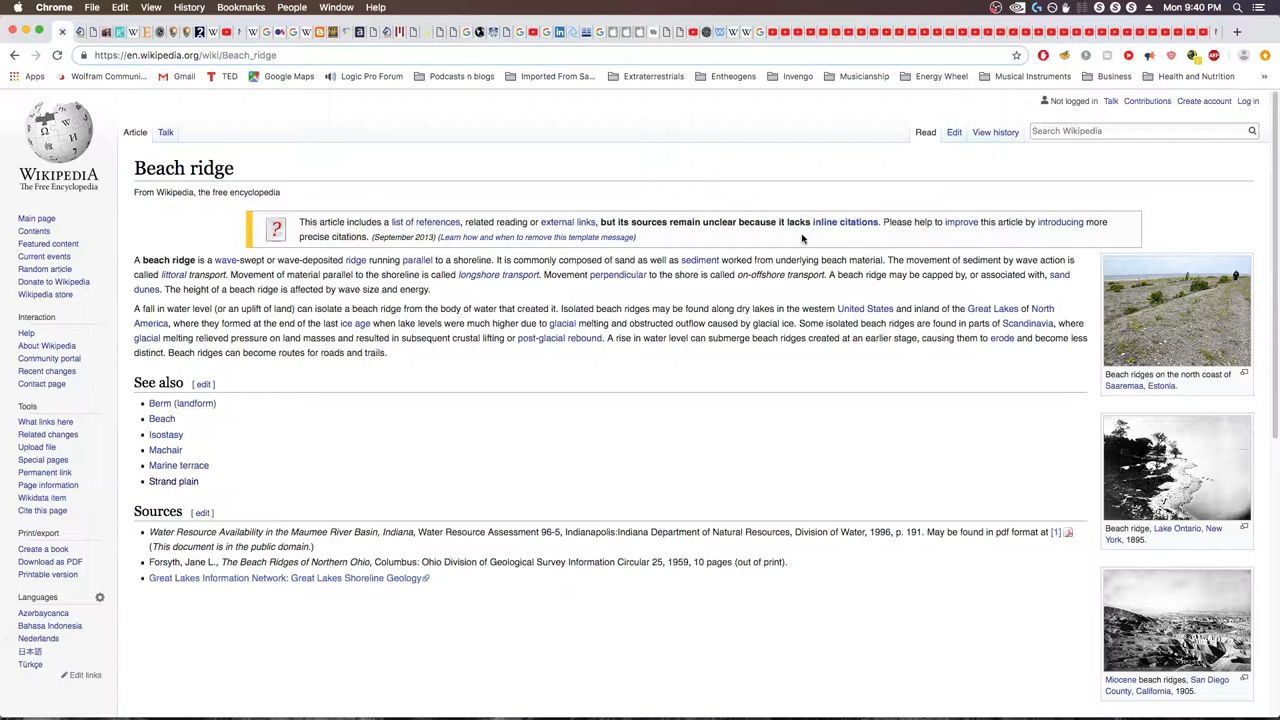 Chrome File Edit View History Bookmarks People Window Help
Mon 9:40 PM
https://en.wikipedia.org/wiki/Beach_ridge
Apps Wolfram Communi... Gmail TED Google Maps Logic Pro Forum Podcasts n blogs Imported From Sa... Extraterrestrials Entheogens Invengo Musicianship Energy Wheel Musical Instruments Business Health and Nutrition »
Not logged in Talk Contributions Create account Log in
Article Talk Read Edit View history Search Wikipedia
WIKIPEDIA
The Free Encyclopedia
Main page
Contents
Featured content
Current events
Random article
Donate to Wikipedia
Wikipedia store
Interaction
Help
About Wikipedia
Community portal
Recent changes
Contact page
Tools
What links here
Related changes
Upload file
Special pages
Permanent link
Page information
Wikidata item
Cite this page
Print/export
Create a book
Download as PDF
Printable version
Languages
Azərbaycanca
Bahasa Indonesia
Nederlands
日本語
Türkçe
Edit links
Beach ridge
From Wikipedia, the free encyclopedia
This article includes a list of references, related reading or external links, but its sources remain unclear because it lacks inline citations. Please help to improve this article by introducing more
precise citations. (September 2013) (Learn how and when to remove this template message)
A beach ridge is a wave-swept or wave-deposited ridge running parallel to a shoreline. It is commonly composed of sand as well as sediment worked from underlying beach material. The movement of sediment by wave action is
called littoral transport. Movement of material parallel to the shoreline is called longshore transport. Movement perpendicular to the shore is called on-offshore transport. A beach ridge may be capped by, or associated with, sand
dunes. The height of a beach ridge is affected by wave size and energy.
A fall in water level (or an uplift of land) can isolate a beach ridge from the body of water that created it. Isolated beach ridges may be found along dry lakes in the western United States and inland of the Great Lakes of North
America, where they formed at the end of the last ice age when lake levels were much higher due to glacial melting and obstructed outflow caused by glacial ice. Some isolated beach ridges are found in parts of Scandinavia, where
glacial melting relieved pressure on land masses and resulted in subsequent crustal lifting or post-glacial rebound. A rise in water level can submerge beach ridges created at an earlier stage, causing them to erode and become less
distinct. Beach ridges can become routes for roads and trails.
See also [ edit ]
Berm (landform)
Beach
Isostasy
Machair
Marine terrace
Strand plain
Sources [ edit ]
Water Resource Availability in the Maumee River Basin, Indiana, Water Resource Assessment 96-5, Indianapolis:Indiana Department of Natural Resources, Division of Water, 1996, p. 191. May be found in pdf format at [1]
(This document is in the public domain.)
Forsyth, Jane L., The Beach Ridges of Northern Ohio, Columbus: Ohio Division of Geological Survey Information Circular 25, 1959, 10 pages (out of print).
Great Lakes Information Network: Great Lakes Shoreline Geology
Beach ridges on the north coast of
Saaremaa, Estonia.
Beach ridge, Lake Ontario, New
York, 1895.
Miocene beach ridges, San Diego
County, California, 1905.